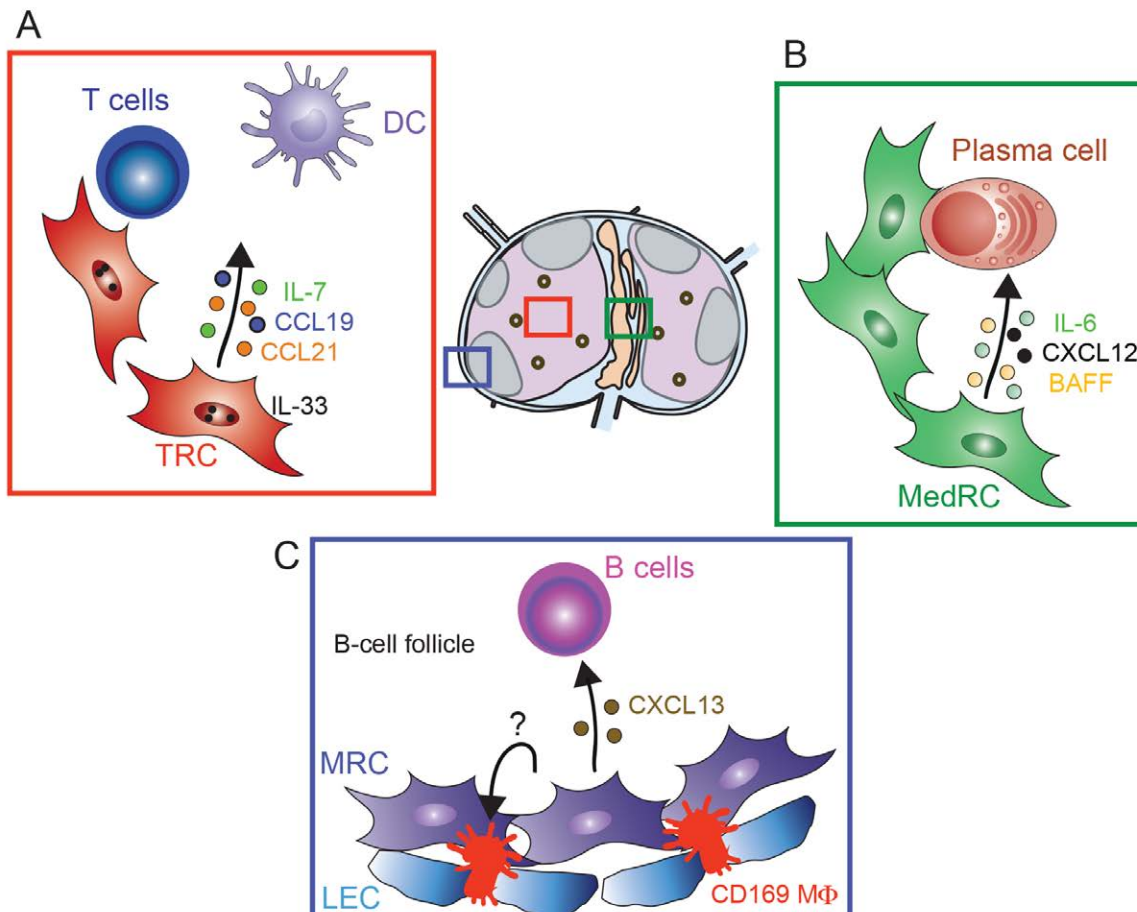 A
T cells
DC
IL-7
CCL19
CCL21
IL-33
TRC
B
Plasma cell
IL-6
CXCL12
BAFF
MedRC
C
B cells
B-cell follicle
CXCL13
?
MRC
LEC
CD169 MΦ